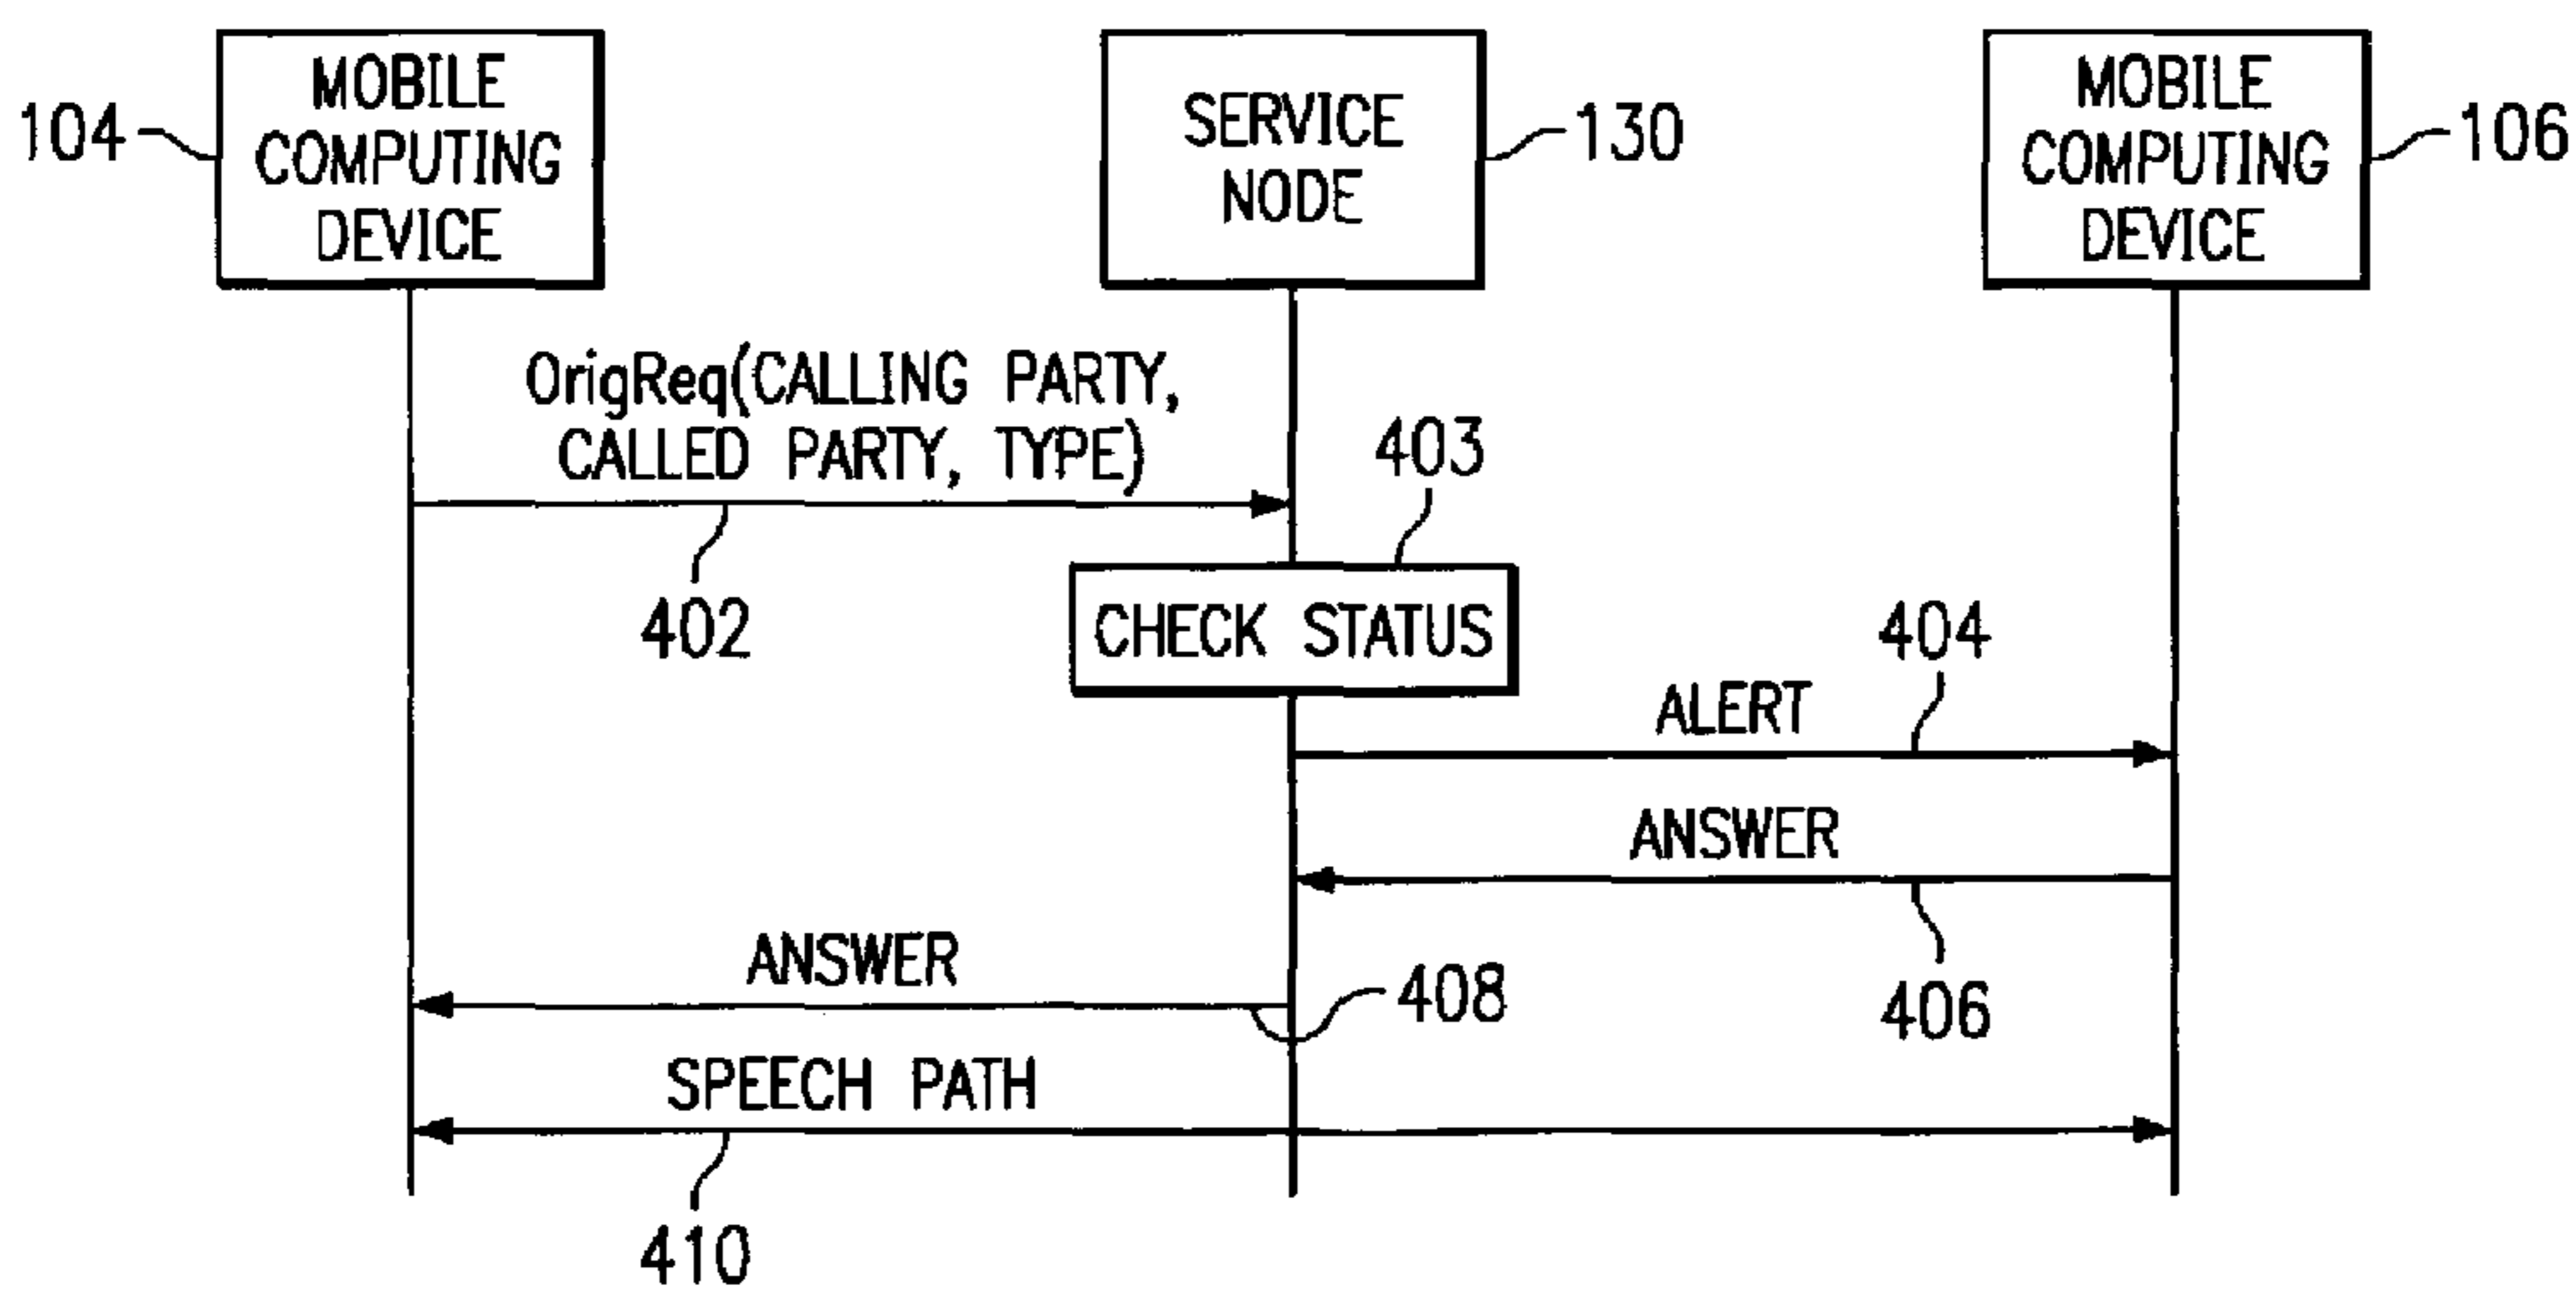 MOBILE
COMPUTING
DEVICE
104
SERVICE
NODE
130
MOBILE
COMPUTING
DEVICE
106
OrigReq(CALLING PARTY,
CALLED PARTY, TYPE)
402
403
CHECK STATUS
404
ALERT
ANSWER
406
ANSWER
408
SPEECH PATH
410